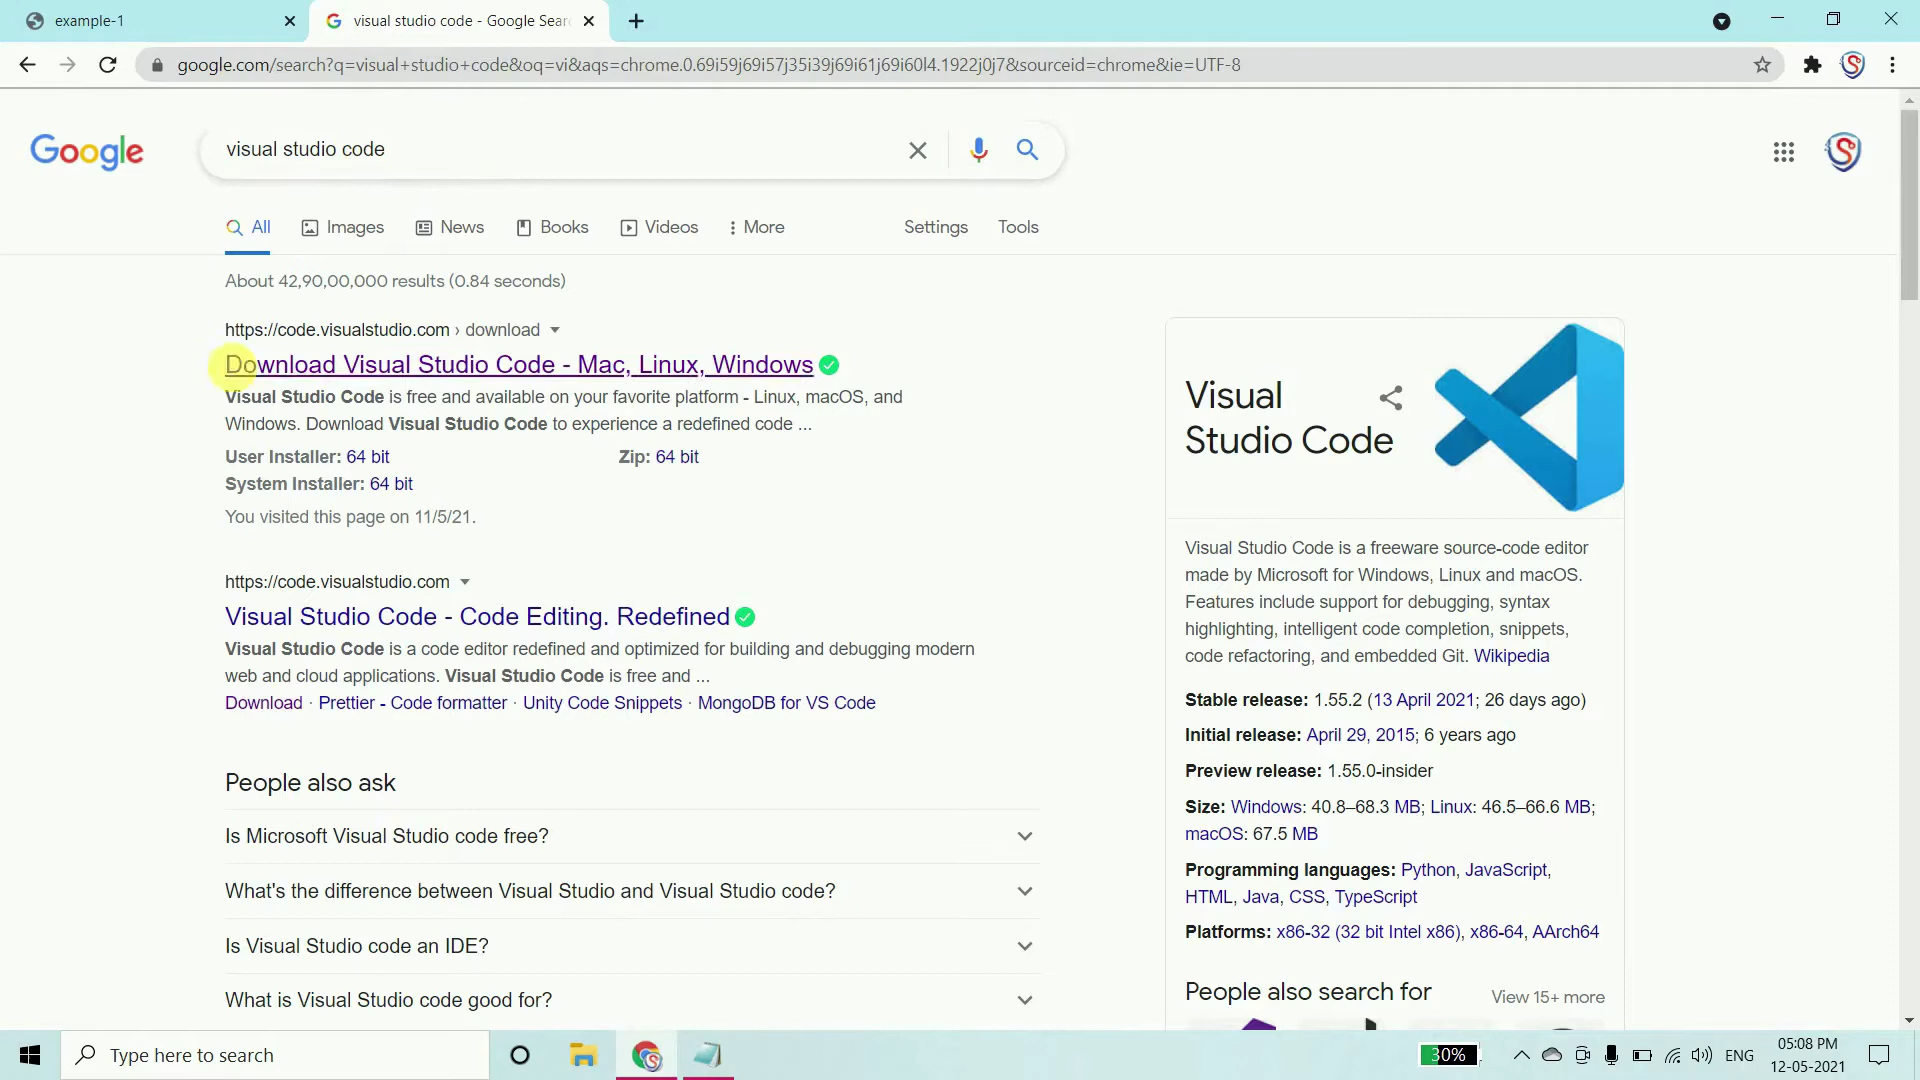 example-1
visual studio code - Google Sear
google.com/search?q=visual+studio+code&oq=vi&aqs=chrome.0.69i59j69i57j35i39j69i61j69i60l4.1922j0j7&sourceid=chrome&ie=UTF-8
Google
visual studio code
All Images News Books Videos More Settings Tools
About 42,90,00,000 results (0.84 seconds)
https://code.visualstudio.com › download
Download Visual Studio Code - Mac, Linux, Windows
Visual Studio Code is free and available on your favorite platform - Linux, macOS, and
Windows. Download Visual Studio Code to experience a redefined code ...
User Installer: 64 bit Zip: 64 bit
System Installer: 64 bit
You visited this page on 11/5/21.
https://code.visualstudio.com
Visual Studio Code - Code Editing. Redefined
Visual Studio Code is a code editor redefined and optimized for building and debugging modern
web and cloud applications. Visual Studio Code is free and ...
Download · Prettier - Code formatter · Unity Code Snippets · MongoDB for VS Code
People also ask
Is Microsoft Visual Studio code free?
What's the difference between Visual Studio and Visual Studio code?
Is Visual Studio code an IDE?
What is Visual Studio code good for?
Visual
Studio Code
Visual Studio Code is a freeware source-code editor
made by Microsoft for Windows, Linux and macOS.
Features include support for debugging, syntax
highlighting, intelligent code completion, snippets,
code refactoring, and embedded Git. Wikipedia
Stable release: 1.55.2 (13 April 2021; 26 days ago)
Initial release: April 29, 2015; 6 years ago
Preview release: 1.55.0-insider
Size: Windows: 40.8–68.3 MB; Linux: 46.5–66.6 MB;
macOS: 67.5 MB
Programming languages: Python, JavaScript,
HTML, Java, CSS, TypeScript
Platforms: x86-32 (32 bit Intel x86), x86-64, AArch64
People also search for View 15+ more
Type here to search
30%
ENG
05:08 PM
12-05-2021